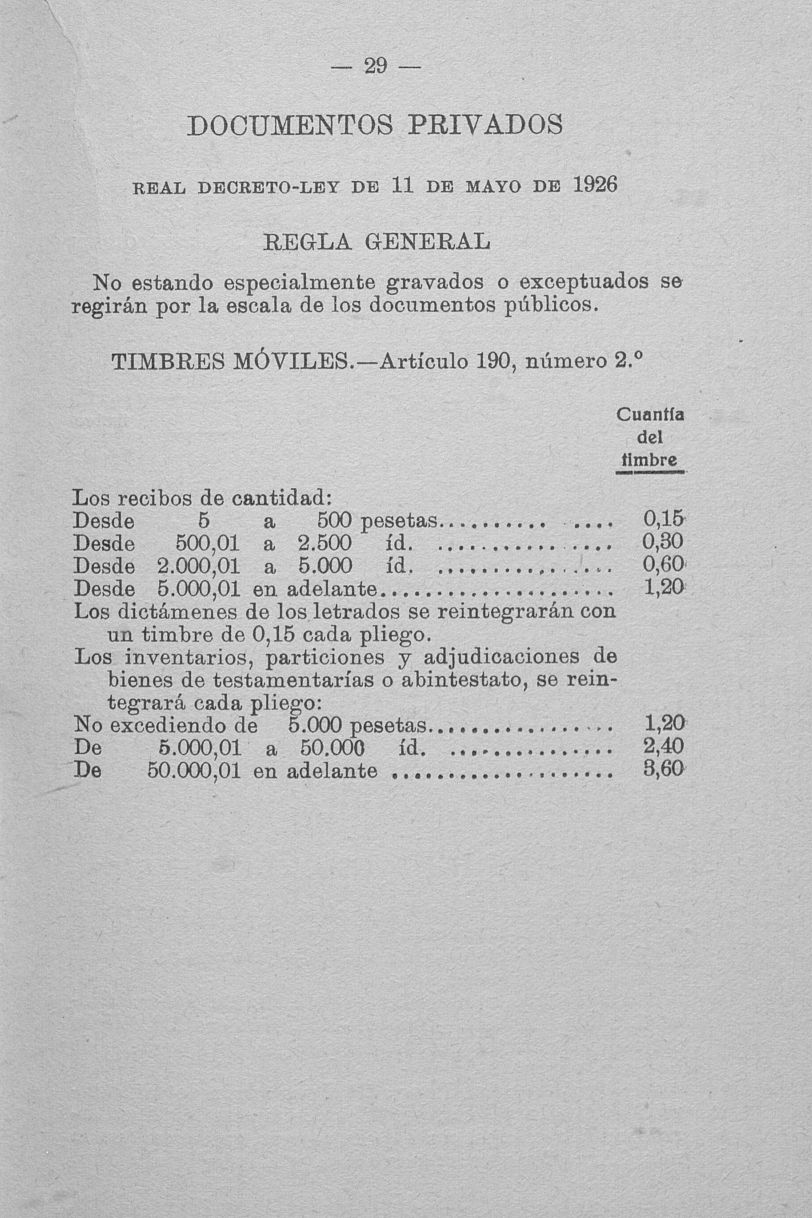 — 29 —
DOCUMENTOS PRIVADOS
REAL DECRETO-LEY DE 11 DE MAYO DE 1926
REGLA GENERAL
No estando especialmente gravados o exceptuados se
regirán por la escala de los documentos públicos.
TIMBRES MÓVILES.—Artículo 190, número 2.º
Cuantía
del
timbre
Los recibos de cantidad:
Desde 5 a 500 pesetas............... 0,15
Desde 500,01 a 2.500 íd. ................ 0,30
Desde 2.000,01 a 5.000 íd. ................ 0,60
Desde 5.000,01 en adelante..................... 1,20
Los dictámenes de los letrados se reintegrarán con
un timbre de 0,15 cada pliego.
Los inventarios, particiones y adjudicaciones de
bienes de testamentarías o abintestato, se rein-
tegrará cada pliego:
No excediendo de 5.000 pesetas................. 1,20
De 5.000,01 a 50.000 íd. ............... 2,40
De 50.000,01 en adelante .................... 3,60